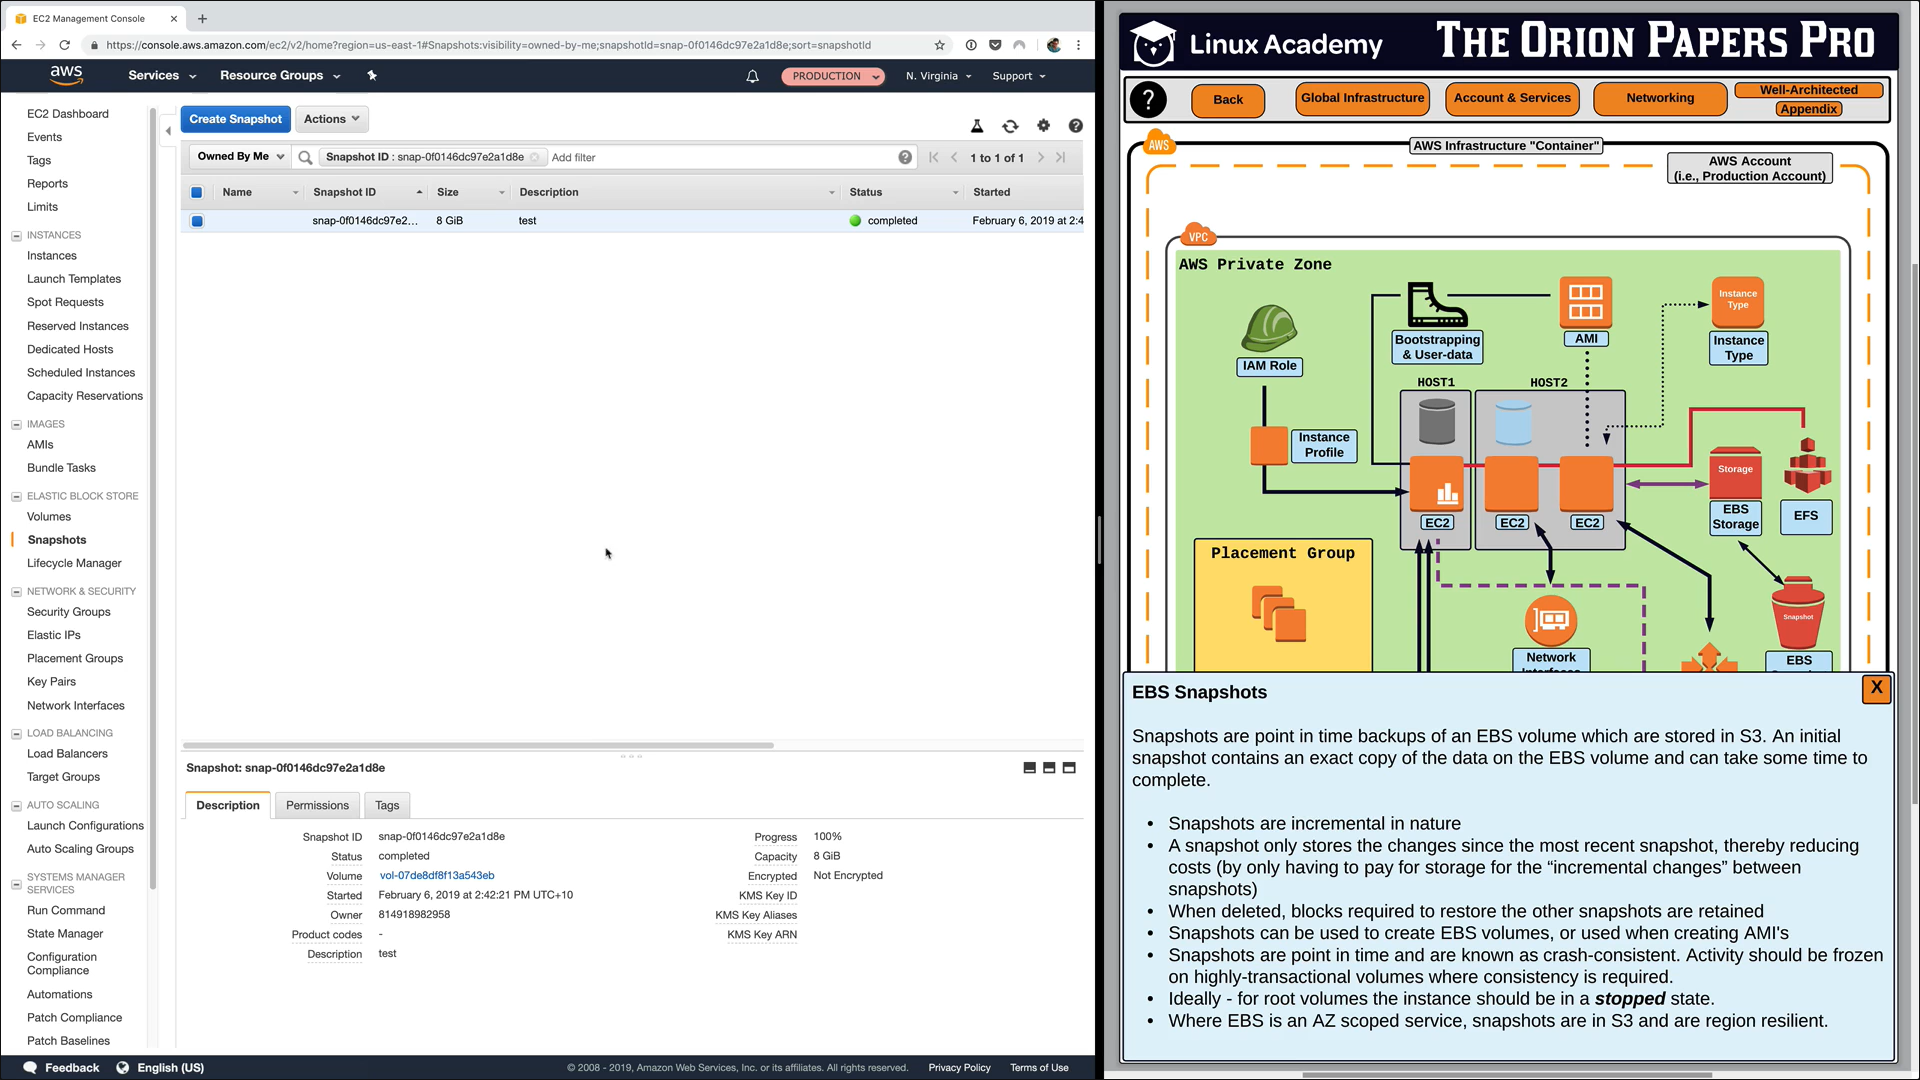 EC2 Management Console
https://console.aws.amazon.com/ec2/v2/home?region=us-east-1#Snapshots:visibility=owned-by-me;snapshotId=snap-0f0146dc97e2a1d8e;sort=snapshotId
aws Services Resource Groups PRODUCTION N. Virginia Support
EC2 Dashboard
Events
Tags
Reports
Limits
INSTANCES
Instances
Launch Templates
Spot Requests
Reserved Instances
Dedicated Hosts
Scheduled Instances
Capacity Reservations
IMAGES
AMIs
Bundle Tasks
ELASTIC BLOCK STORE
Volumes
Snapshots
Lifecycle Manager
NETWORK & SECURITY
Security Groups
Elastic IPs
Placement Groups
Key Pairs
Network Interfaces
LOAD BALANCING
Load Balancers
Target Groups
AUTO SCALING
Launch Configurations
Auto Scaling Groups
SYSTEMS MANAGER
SERVICES
Run Command
State Manager
Configuration
Compliance
Automations
Patch Compliance
Patch Baselines
Create Snapshot Actions
Owned By Me Snapshot ID : snap-0f0146dc97e2a1d8e Add filter 1 to 1 of 1
Name Snapshot ID Size Description Status Started
snap-0f0146dc97e2... 8 GiB test completed February 6, 2019 at 2:4
Snapshot: snap-0f0146dc97e2a1d8e
Description Permissions Tags
Snapshot ID snap-0f0146dc97e2a1d8e Progress 100%
Status completed Capacity 8 GiB
Volume vol-07de8df8f13a543eb Encrypted Not Encrypted
Started February 6, 2019 at 2:42:21 PM UTC+10 KMS Key ID
Owner 814918982958 KMS Key Aliases
Product codes - KMS Key ARN
Description test
Feedback English (US) © 2008 - 2019, Amazon Web Services, Inc. or its affiliates. All rights reserved. Privacy Policy Terms of Use
Linux Academy THE ORION PAPERS PRO
? Back Global Infrastructure Account & Services Networking Well-Architected
Appendix
AWS AWS Infrastructure "Container"
AWS Account
(i.e., Production Account)
VPC
AWS Private Zone
Instance
Type
Bootstrapping
& User-data
AMI
Instance
Type
IAM Role
HOST1 HOST2
Instance
Profile
Storage
EC2 EC2 EC2
EBS
Storage
EFS
Placement Group
Snapshot
Network
EBS
EBS Snapshots X
Snapshots are point in time backups of an EBS volume which are stored in S3. An initial
snapshot contains an exact copy of the data on the EBS volume and can take some time to
complete.
• Snapshots are incremental in nature
• A snapshot only stores the changes since the most recent snapshot, thereby reducing
costs (by only having to pay for storage for the “incremental changes” between
snapshots)
• When deleted, blocks required to restore the other snapshots are retained
• Snapshots can be used to create EBS volumes, or used when creating AMI's
• Snapshots are point in time and are known as crash-consistent. Activity should be frozen
on highly-transactional volumes where consistency is required.
• Ideally - for root volumes the instance should be in a stopped state.
• Where EBS is an AZ scoped service, snapshots are in S3 and are region resilient.